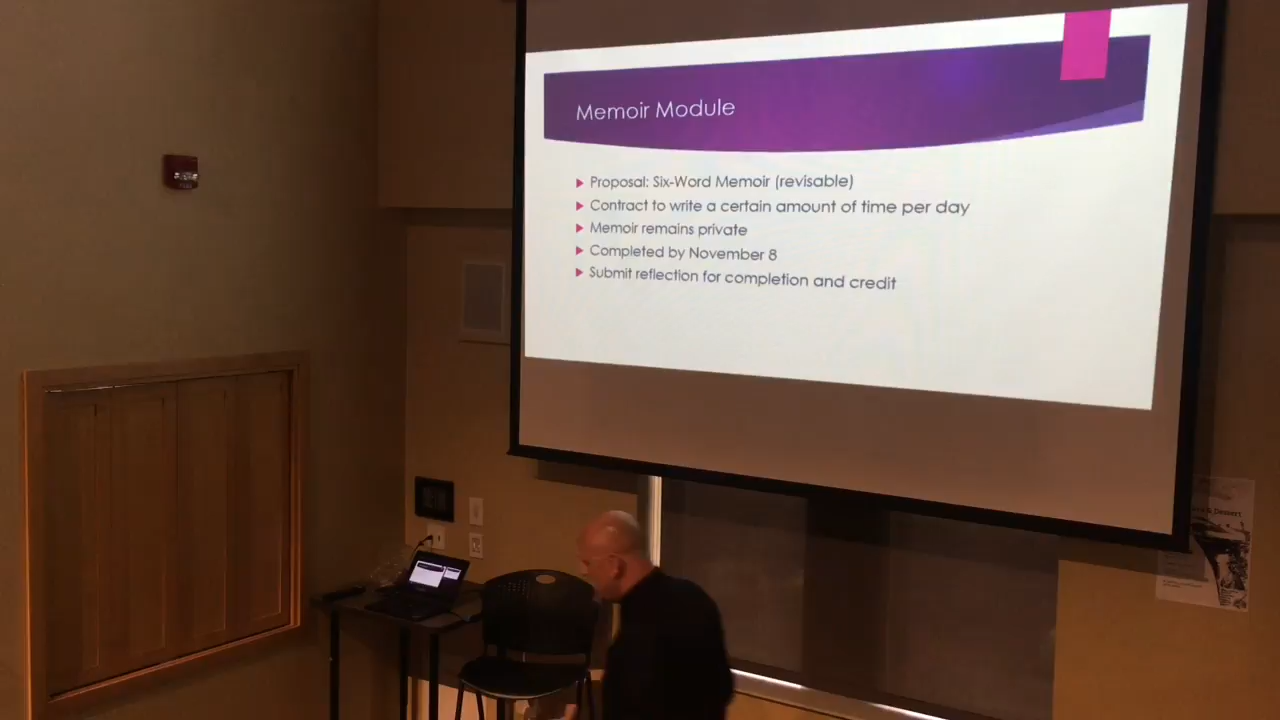 Memoir Module
Proposal: Six-Word Memoir (revisable)
Contract to write a certain amount of time per day
Memoir remains private
Completed by November 8
Submit reflection for completion and credit
& Dessert